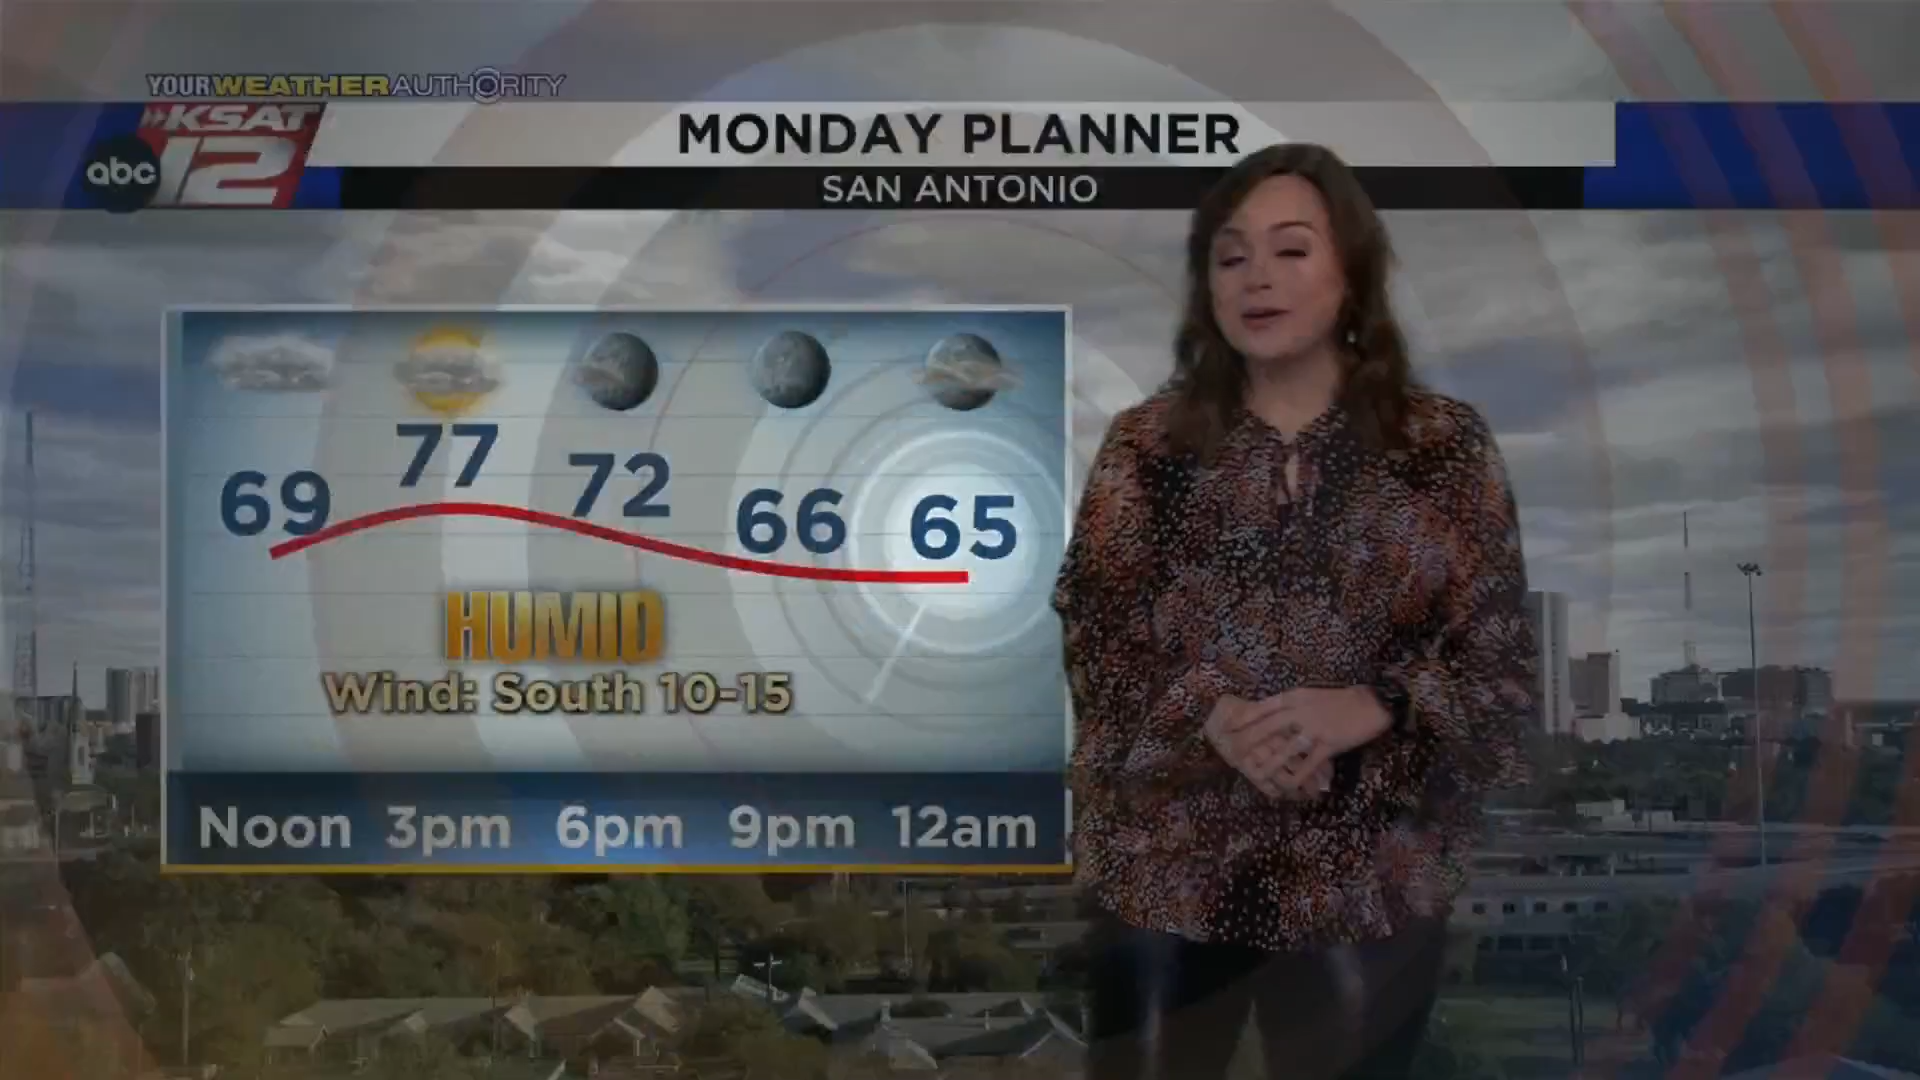 YOUR WEATHER AUTHORITY
KSAT
abc 12
MONDAY PLANNER
SAN ANTONIO
69 77 72 66 65
HUMID
Wind: South 10-15
Noon 3pm 6pm 9pm 12am